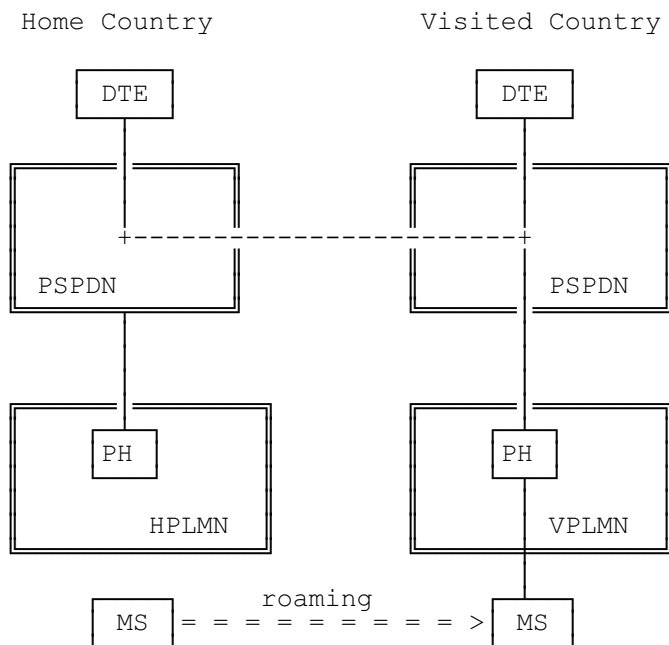 Home Country Visited Country
DTE DTE
PSPDN PSPDN
PH PH
HPLMN VPLMN
roaming
MS = = = = = = = = = > MS